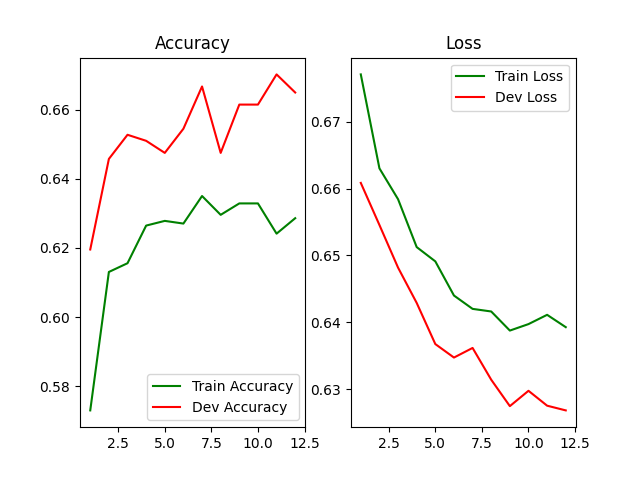 Accuracy
0.66
0.64
0.62
0.60
0.58
Train Accuracy
Dev Accuracy
2.5 5.0 7.5 10.0 12.5
Loss
Train Loss
Dev Loss
0.67
0.66
0.65
0.64
0.63
2.5 5.0 7.5 10.0 12.5